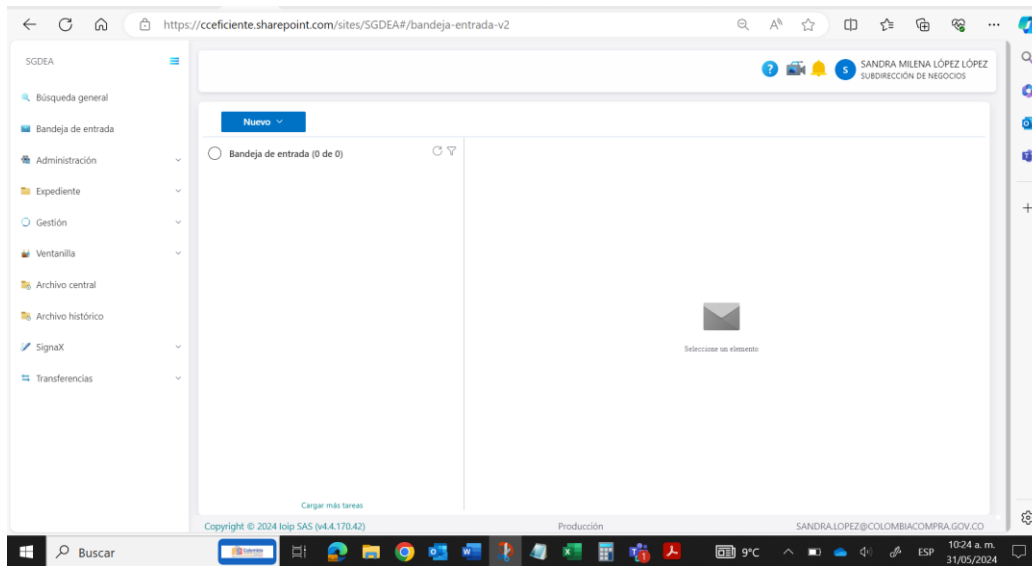 https://cceficiente.sharepoint.com/sites/SGDEA#/bandeja-entrada-v2
SGDEA
SANDRA MILENA LÓPEZ LÓPEZ
S
SUBDIRECCIÓN DE NEGOCIOS
Búsqueda general
Bandeja de entrada
Administración
Expediente
Gestión
Ventanilla
Archivo central
Archivo histórico
SignaX
Transferencias
Nuevo
Bandeja de entrada (0 de 0)
Seleccione un elemento
Cargar más tareas
Copyright © 2024 Ioip SAS (v4.4.170.42)
Producción
SANDRA.LOPEZ@COLOMBIACOMPRA.GOV.CO
Buscar
9°C
ESP
10:24 a. m.
31/05/2024